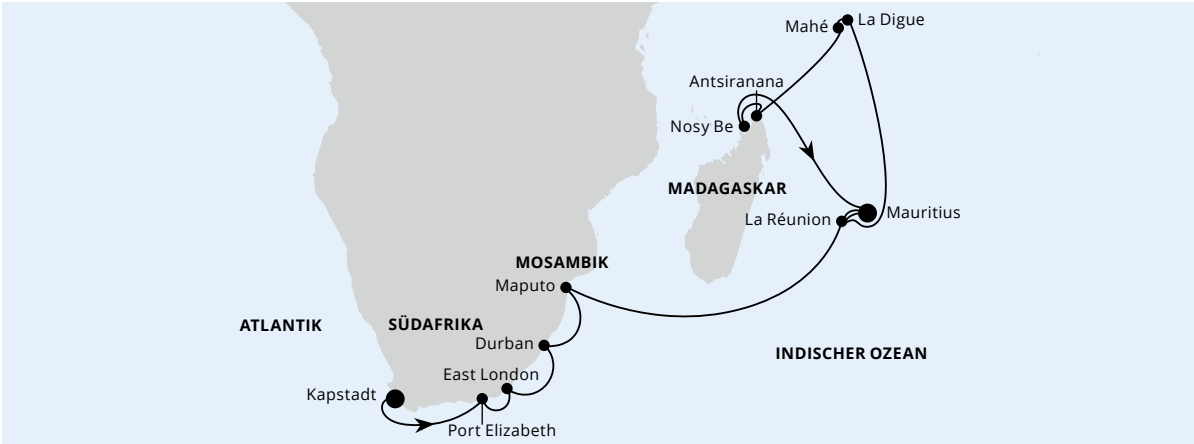 La Digue
Mahé
Antsiranana
Nosy Be
MADAGASKAR
La Réunion
Mauritius
MOSAMBIK
Maputo
ATLANTIK
SÜDAFRIKA
Durban
INDISCHER OZEAN
East London
Kapstadt
Port Elizabeth